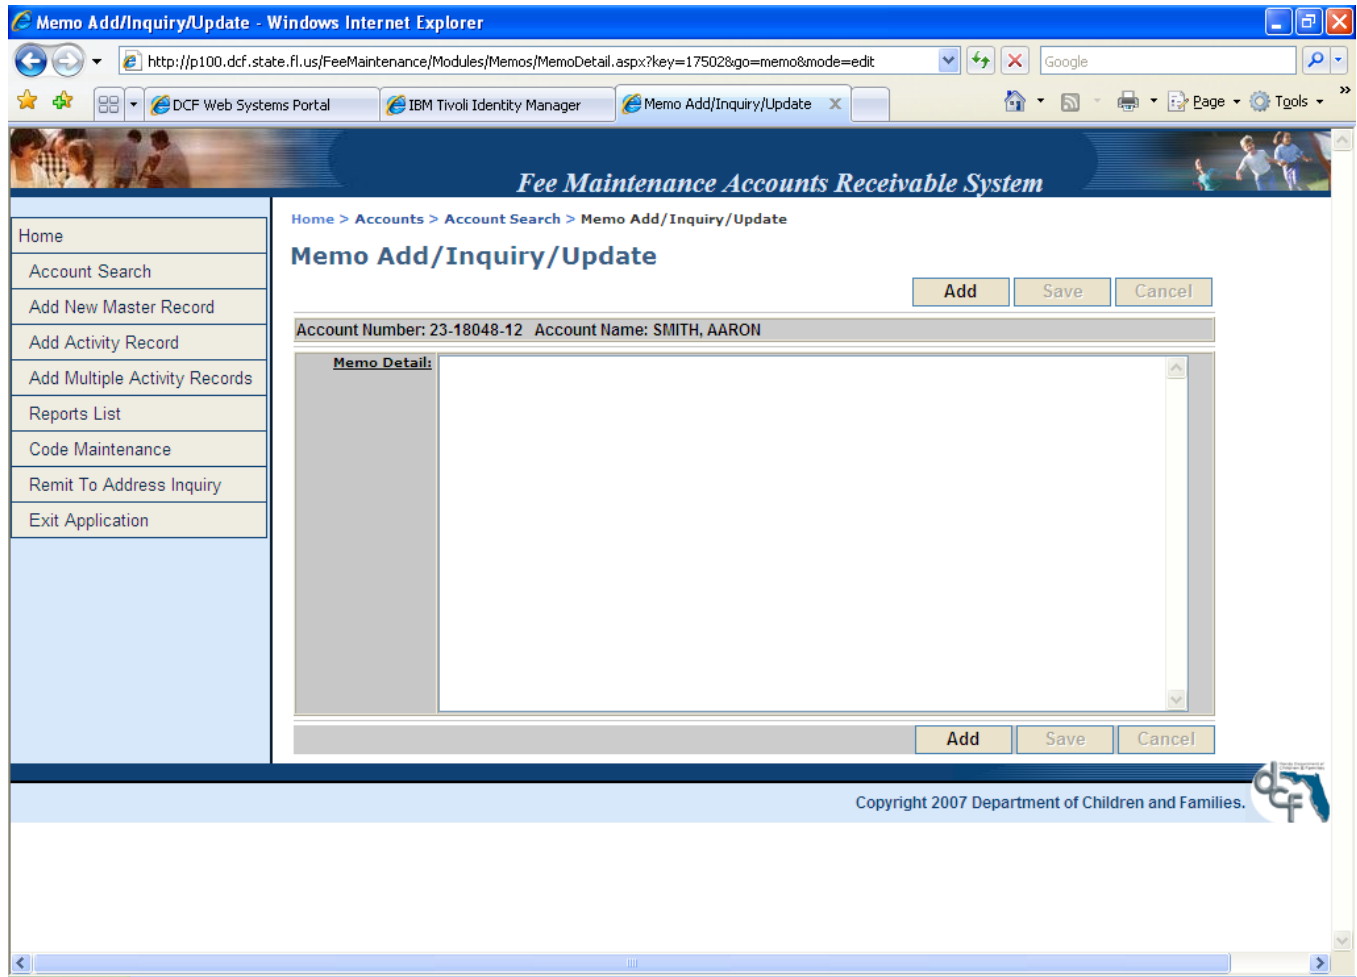 Memo Add/Inquiry/Update - Windows Internet Explorer
http://p100.dcf.state.fl.us/FeeMaintenance/Modules/Memos/MemoDetail.aspx?key=17502&go=memo&mode=edit
Google
DCF Web Systems Portal
IBM Tivoli Identity Manager
Memo Add/Inquiry/Update
Page
Tools
Fee Maintenance Accounts Receivable System
Home > Accounts > Account Search > Memo Add/Inquiry/Update
Memo Add/Inquiry/Update
Home
Account Search
Add New Master Record
Add Activity Record
Add Multiple Activity Records
Reports List
Code Maintenance
Remit To Address Inquiry
Exit Application
Add Save Cancel
Account Number: 23-18048-12 Account Name: SMITH, AARON
Memo Detail:
Add Save Cancel
Copyright 2007 Department of Children and Families.
dcf